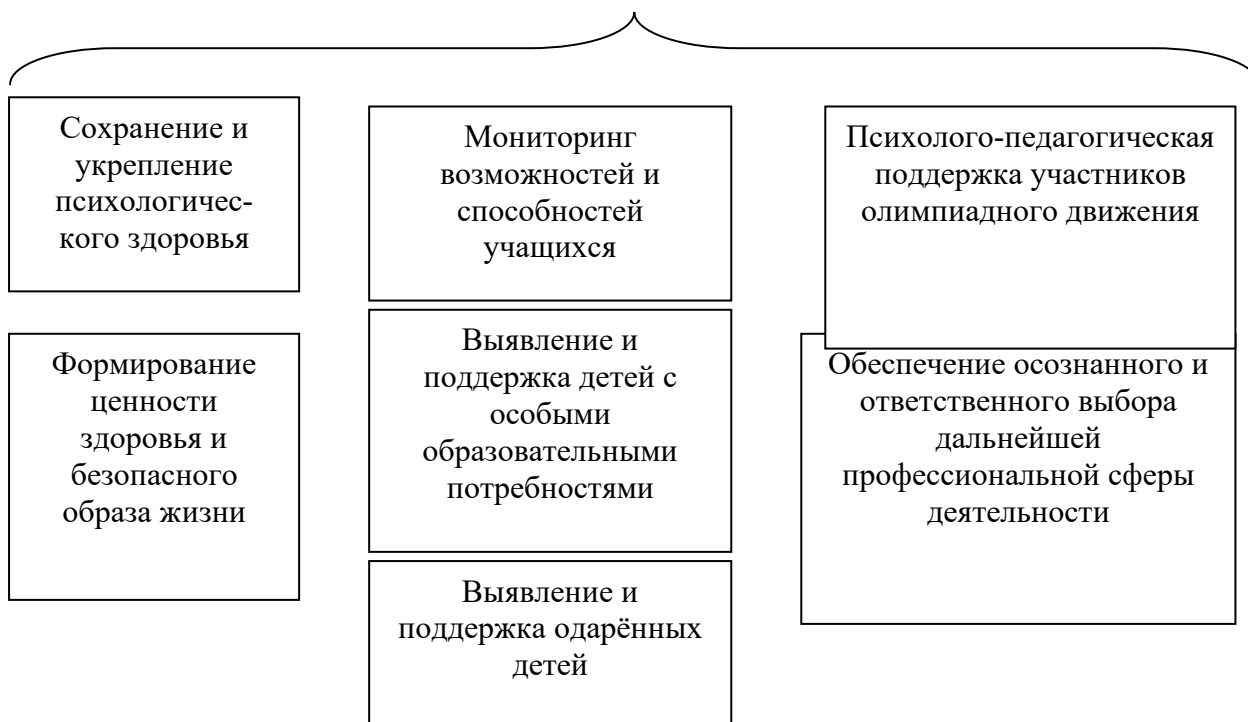 Сохранение и
укрепление
психологичес-
кого здоровья
Формирование
ценности
здоровья и
безопасного
образа жизни
Мониторинг
возможностей и
способностей
учащихся
Выявление и
поддержка детей с
особыми
образовательными
потребностями
Выявление и
поддержка одарённых
детей
Психолого-педагогическая
поддержка участников
олимпиадного движения
Обеспечение осознанного и
ответственного выбора
дальнейшей
профессиональной сферы
деятельности